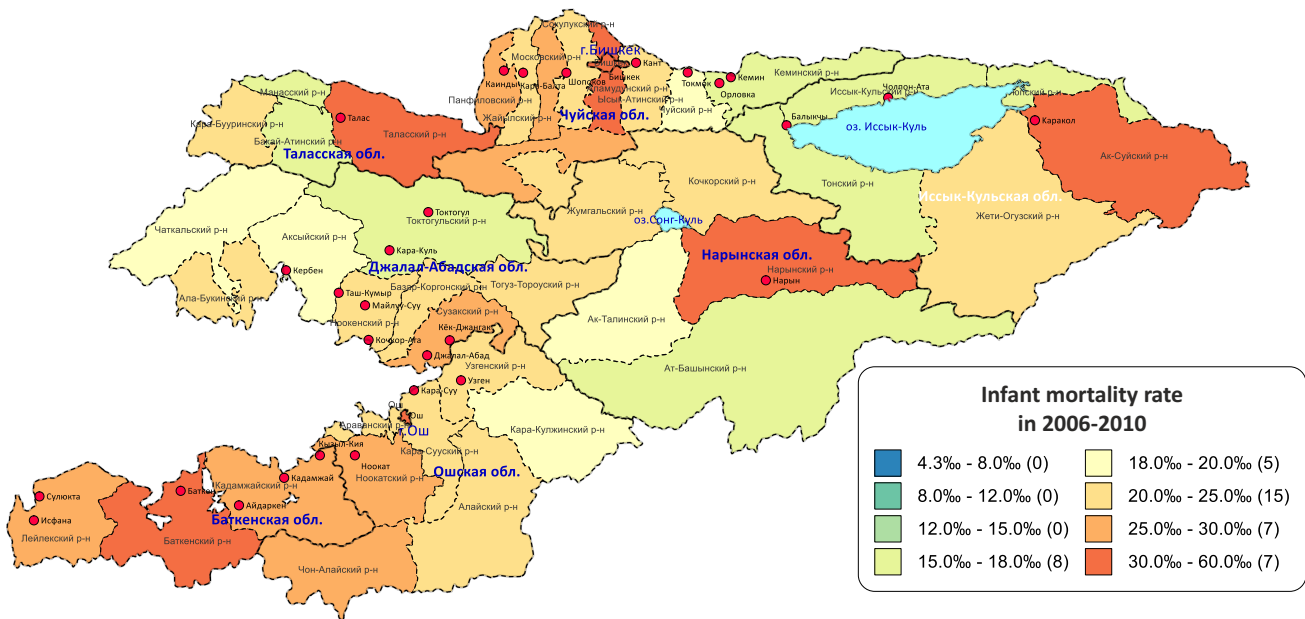 Сокулукский р-н
г.Бишкек
Московский р-н
Кант
Бишкек
Каинды
Кара-Балта
Шопоков
Бишкек
Аламудунский р-н
Панфиловский р-н
Ысык-Атинский р-н
Жайылский р-н
Чуйская обл.
Чуйский р-н
Токмок
Кемин
Орловка
Кеминский р-н
Иссык-Кульский р-н
Чолпон-Ата
Тюпский р-н
Балыкчы
оз. Иссык-Куль
Каракол
Ак-Суйский р-н
Манасский р-н
Талас
Кара-Бууринский р-н
Таласский р-н
Бакай-Атинский р-н
Таласская обл.
Кочкорский р-н
Тонский р-н
Иссык-Кульская обл.
Жети-Огузский р-н
Жумгальский р-н
оз.Сонг-Куль
Токтогул
Токтогульский р-н
Чаткальский р-н
Аксыйский р-н
Кара-Куль
Джалал-Абадская обл.
Нарынская обл.
Нарынский р-н
Нарын
Кербен
Тогуз-Тороуский р-н
Базар-Коргонский р-н
Ала-Букинский р-н
Таш-Кумыр
Майлуу-Суу
Сузакский р-н
Ноокенский р-н
Кёк-Джангак
Кочкор-Ата
Джалал-Абад
Ак-Талинский р-н
Ат-Башынский р-н
Узгенский р-н
Узген
Кара-Суу
Ош
Ош
Араванский р-н
г.Ош
Кара-Кулжинский р-н
Кызыл-Кия
Кара-Сууский р-н
Ноокат
Ноокатский р-н
Ошская обл.
Кадамжай
Кадамжайский р-н
Баткен
Айдаркен
Баткенская обл.
Алайский р-н
Сулюкта
Исфана
Лейлекский р-н
Баткенский р-н
Чон-Алайский р-н
Infant mortality rate
in 2006-2010
4.3‰ - 8.0‰ (0)
8.0‰ - 12.0‰ (0)
12.0‰ - 15.0‰ (0)
15.0‰ - 18.0‰ (8)
18.0‰ - 20.0‰ (5)
20.0‰ - 25.0‰ (15)
25.0‰ - 30.0‰ (7)
30.0‰ - 60.0‰ (7)